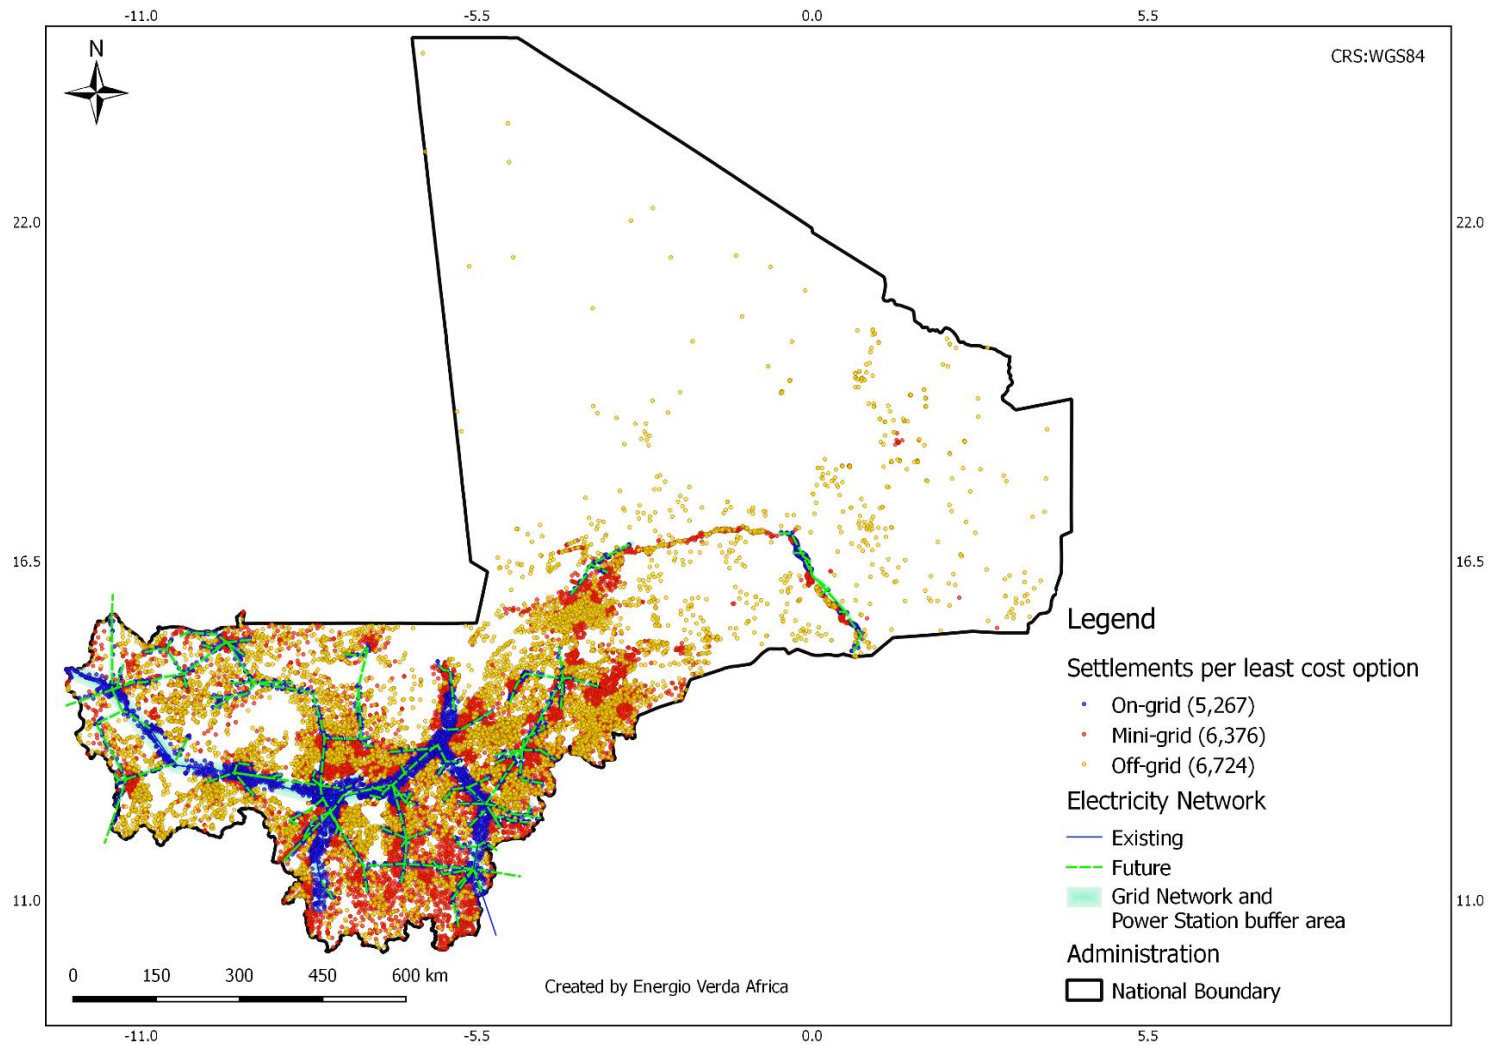 -11.0 -5.5 0.0 5.5
N
CRS:WGS84
22.0 22.0
16.5 16.5
Legend
Settlements per least cost option
On-grid (5,267)
Mini-grid (6,376)
Off-grid (6,724)
Electricity Network
Existing
Future
Grid Network and
Power Station buffer area
11.0 11.0
Administration
National Boundary
0 150 300 450 600 km
Created by Energio Verda Africa
-11.0 -5.5 0.0 5.5